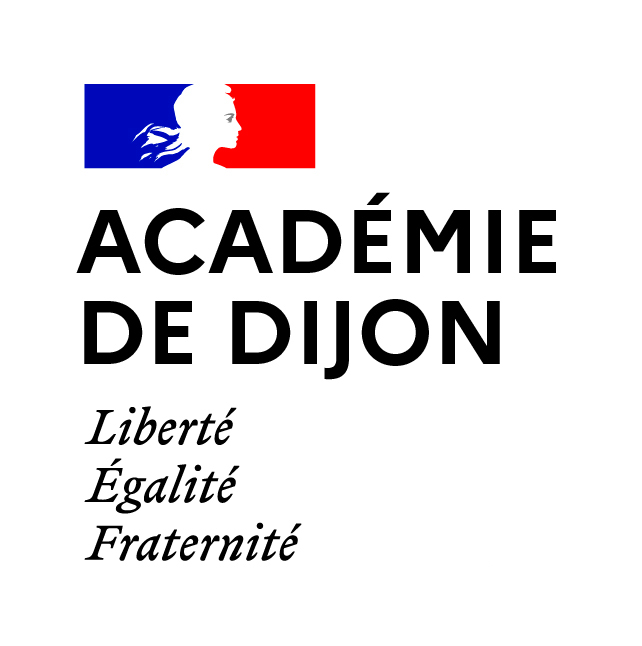 ACADÉMIE
DE DIJON
Liberté
Égalité
Fraternité